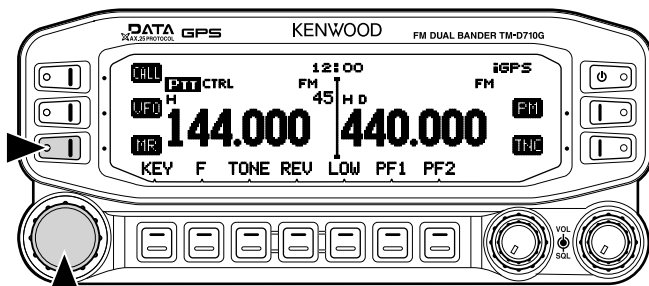 DATA AX.25 PROTOCOL GPS KENWOOD FM DUAL BANDER TM-D710G
CALL PTT CTRL FM 12:00 iGPS FM
VFO H 45 H D PM
MR 144.000 440.000 TNC
KEY F TONE REV LOW PF1 PF2
VOL
SQL